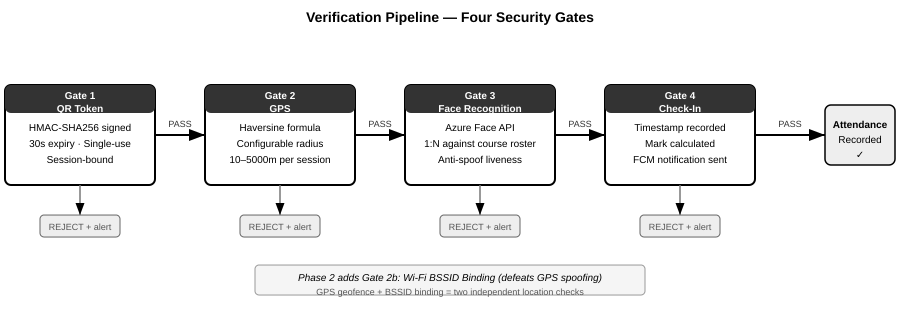 Verification Pipeline — Four Security Gates
Gate 1
QR Token
HMAC-SHA256 signed
30s expiry · Single-use
Session-bound
PASS
REJECT + alert
Gate 2
GPS
Haversine formula
Configurable radius
10–5000m per session
PASS
REJECT + alert
Gate 3
Face Recognition
Azure Face API
1:N against course roster
Anti-spoof liveness
PASS
REJECT + alert
Gate 4
Check-In
Timestamp recorded
Mark calculated
FCM notification sent
PASS
REJECT + alert
Attendance
Recorded
✓
Phase 2 adds Gate 2b: Wi-Fi BSSID Binding (defeats GPS spoofing)
GPS geofence + BSSID binding = two independent location checks